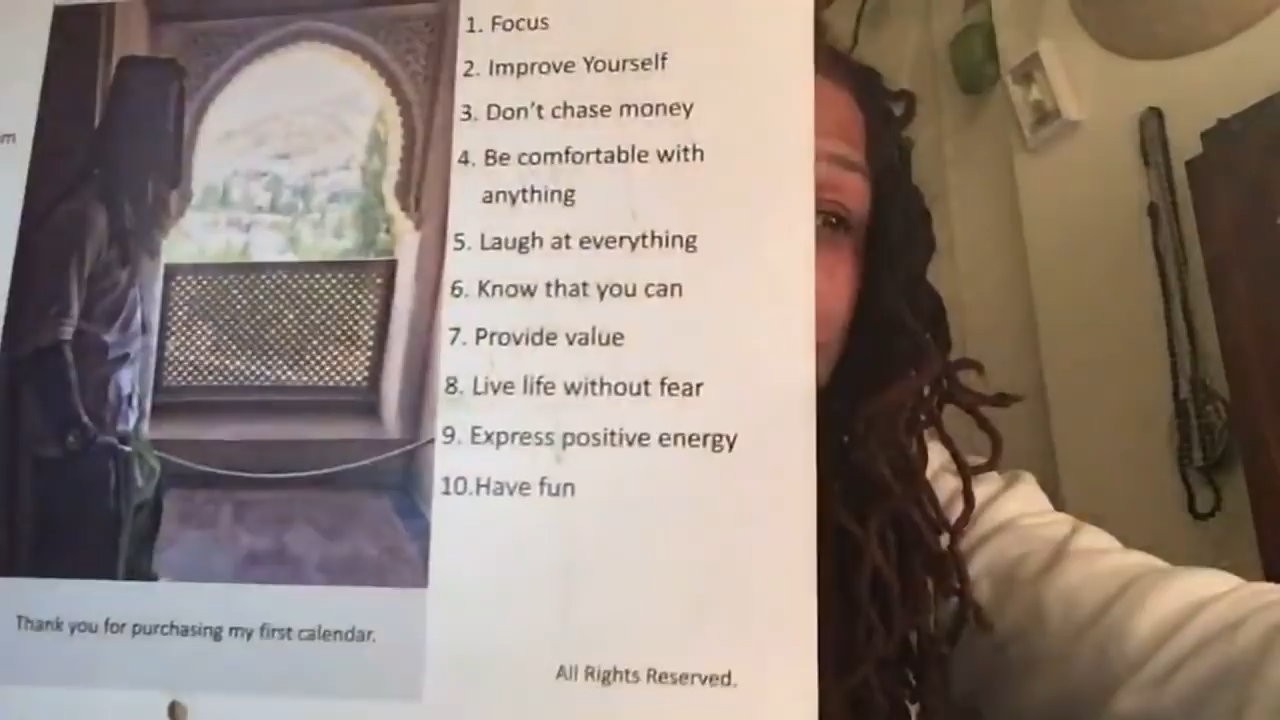 m
1. Focus
2. Improve Yourself
3. Don't chase money
4. Be comfortable with
anything
5. Laugh at everything
6. Know that you can
7. Provide value
8. Live life without fear
9. Express positive energy
10.Have fun
Thank you for purchasing my first calendar.
All Rights Reserved.